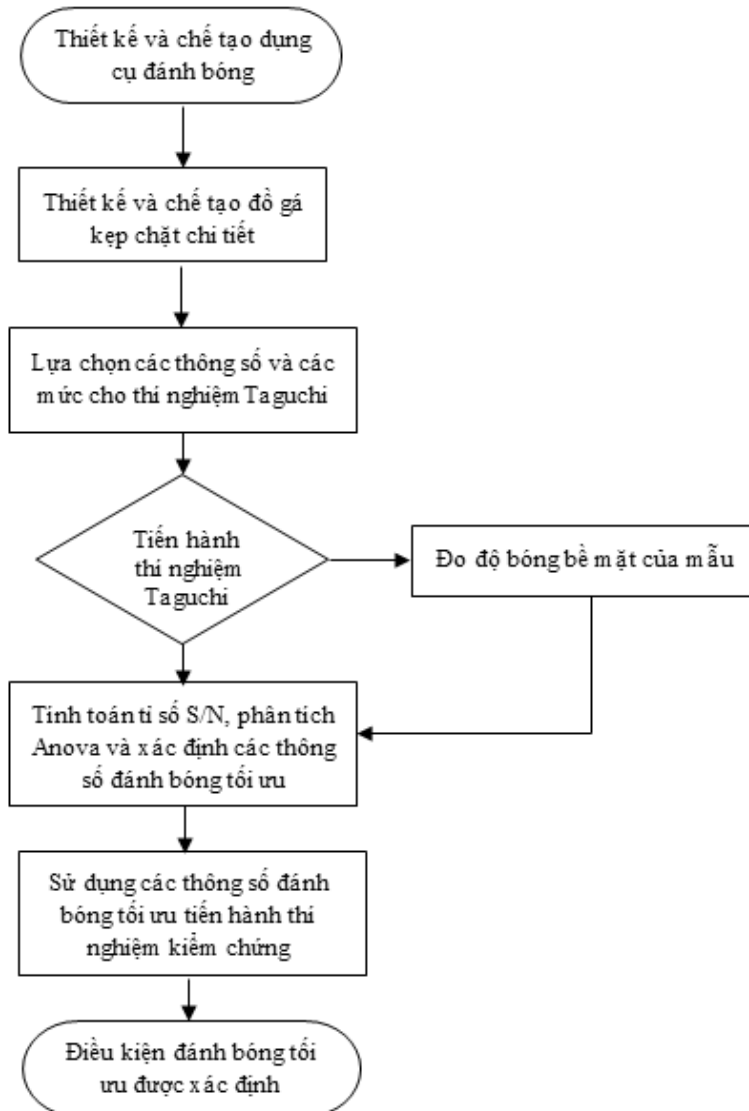 Thiết kế và chế tạo dụng
cụ đánh bóng
Thiết kế và chế tạo đồ gá
kẹp chặt chi tiết
Lựa chọn các thông số và các
mức cho thí nghiệm Taguchi
Tiến hành
thí nghiệm
Taguchi
Đo độ bóng bề mặt của mẫu
Tính toán tỉ số S/N, phân tích
Anova và xác định các thông
số đánh bóng tối ưu
Sử dụng các thông số đánh
bóng tối ưu tiến hành thí
nghiệm kiểm chứng
Điều kiện đánh bóng tối
ưu được xác định